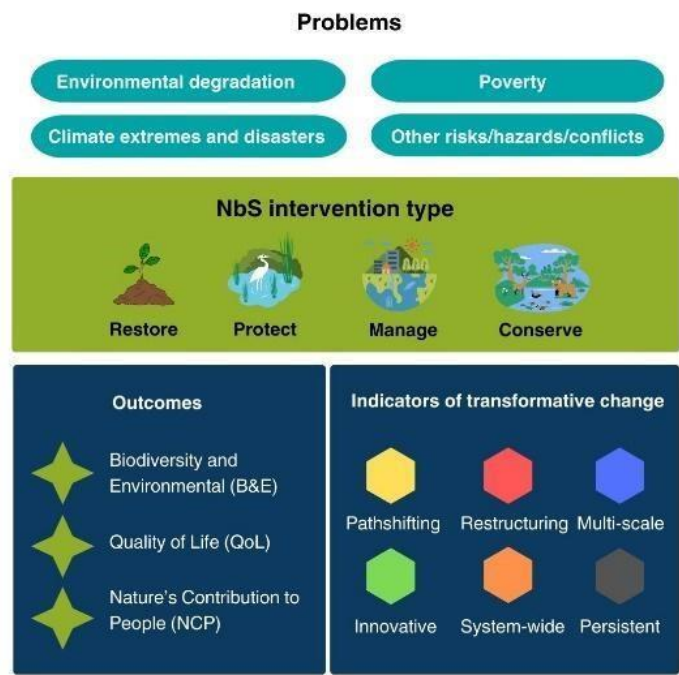 Problems
Environmental degradation
Poverty
Climate extremes and disasters
Other risks/hazards/conflicts
NbS intervention type
Restore
Protect
Manage
Conserve
Outcomes
Biodiversity and
Environmental (B&E)
Quality of Life (QoL)
Nature's Contribution to
People (NCP)
Indicators of transformative change
Pathshifting
Restructuring
Multi-scale
Innovative
System-wide
Persistent